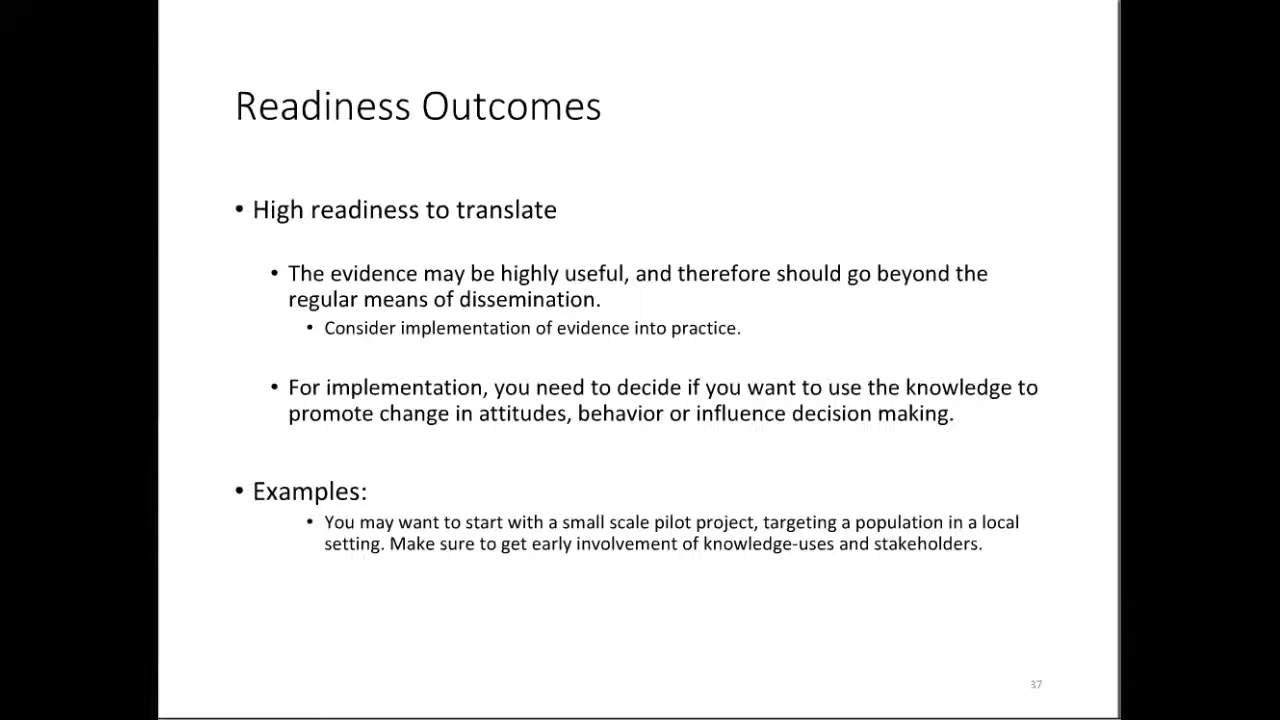 Readiness Outcomes
• High readiness to translate
• The evidence may be highly useful, and therefore should go beyond the
regular means of dissemination.
• Consider implementation of evidence into practice.
• For implementation, you need to decide if you want to use the knowledge to
promote change in attitudes, behavior or influence decision making.
• Examples:
• You may want to start with a small scale pilot project, targeting a population in a local
setting. Make sure to get early involvement of knowledge-uses and stakeholders.
37